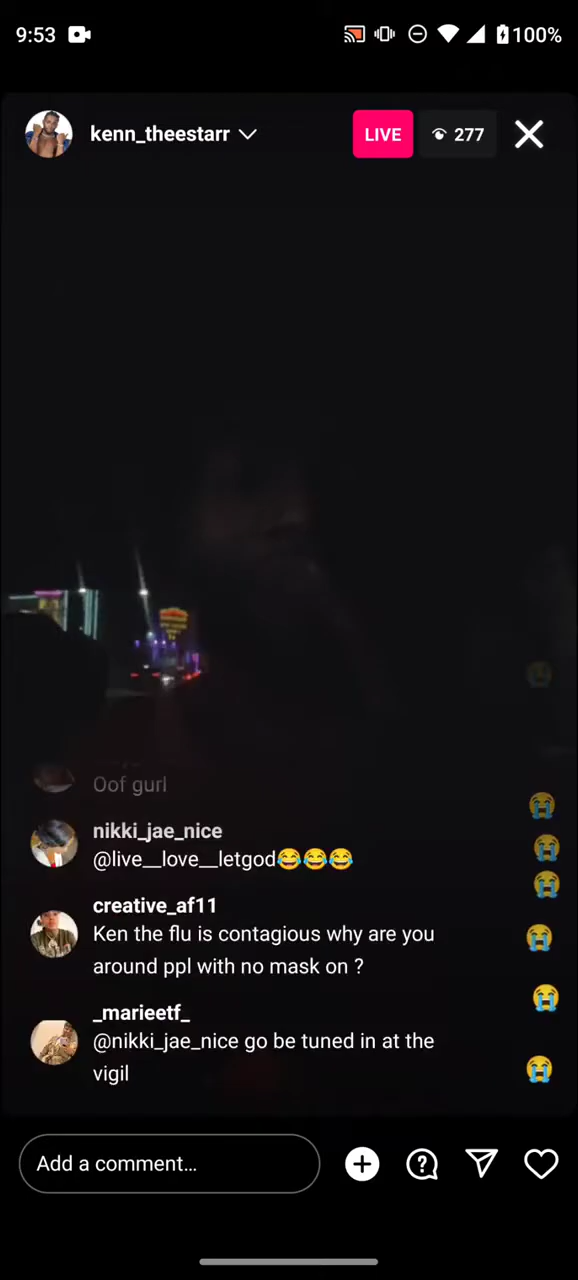 9:53
100%
kenn_theestarr
LIVE
277
Oof gurl
nikki_jae_nice
@live__love__letgod😂😂😂
creative_af11
Ken the flu is contagious why are you
around ppl with no mask on ?
_marieetf_
@nikki_jae_nice go be tuned in at the
vigil
Add a comment...